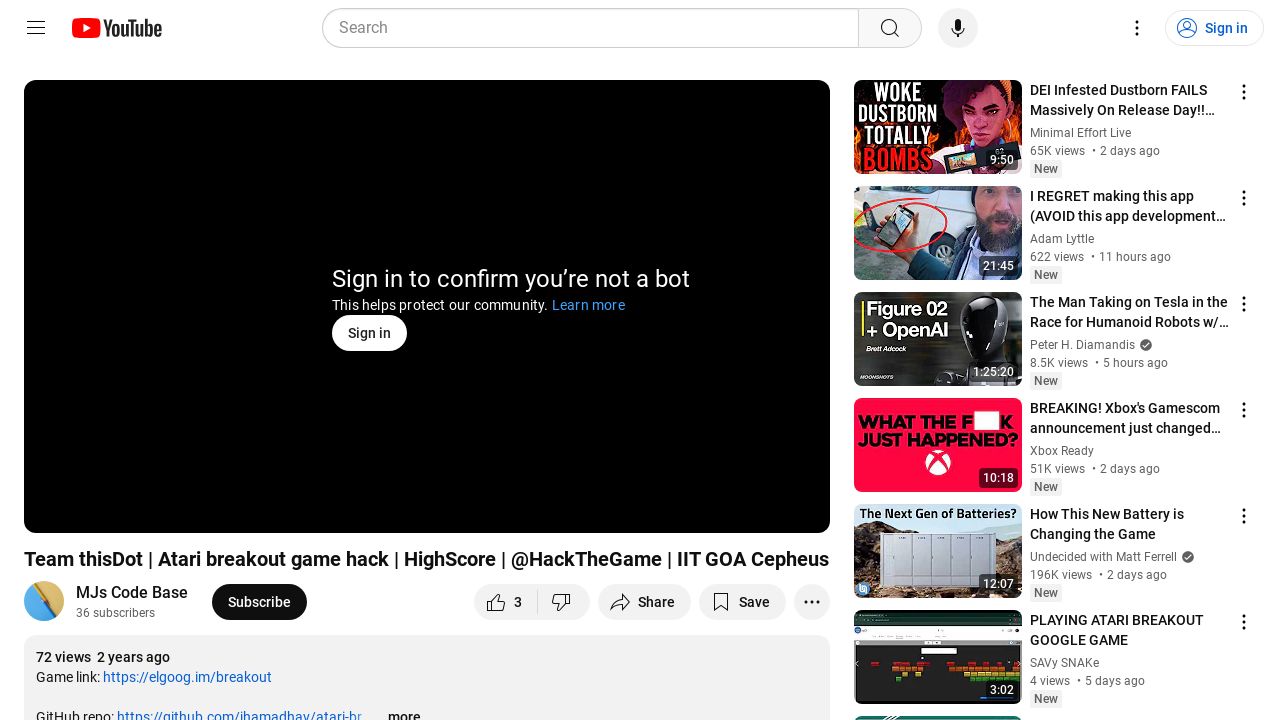 YouTube
Search
Sign in
Sign in to confirm you're not a bot
This helps protect our community. Learn more
Sign in
Team thisDot | Atari breakout game hack | HighScore | @HackTheGame | IIT GOA Cepheus
MJs Code Base
36 subscribers
Subscribe
3
Share
Save
72 views 2 years ago
Game link: https://elgoog.im/breakout
GitHub repo: https://github.com/jhamadhav/atari-br
...more
WOKE
DUSTBORN
TOTALLY
BOMBS
9:50
DEI Infested Dustborn FAILS
Massively On Release Day!!...
Minimal Effort Live
65K views • 2 days ago
New
21:45
I REGRET making this app
(AVOID this app development...
Adam Lyttle
622 views • 11 hours ago
New
Figure 02
+ OpenAI
Brett Adcock
MOONSHOTS
1:25:20
The Man Taking on Tesla in the
Race for Humanoid Robots w/...
Peter H. Diamandis
8.5K views • 5 hours ago
New
WHAT THE F K
JUST HAPPENED?
10:18
BREAKING! Xbox's Gamescom
announcement just changed...
Xbox Ready
51K views • 2 days ago
New
The Next Gen of Batteries?
12:07
How This New Battery is
Changing the Game
Undecided with Matt Ferrell
196K views • 2 days ago
New
3:02
PLAYING ATARI BREAKOUT
GOOGLE GAME
SAVy SNAKe
4 views • 5 days ago
New